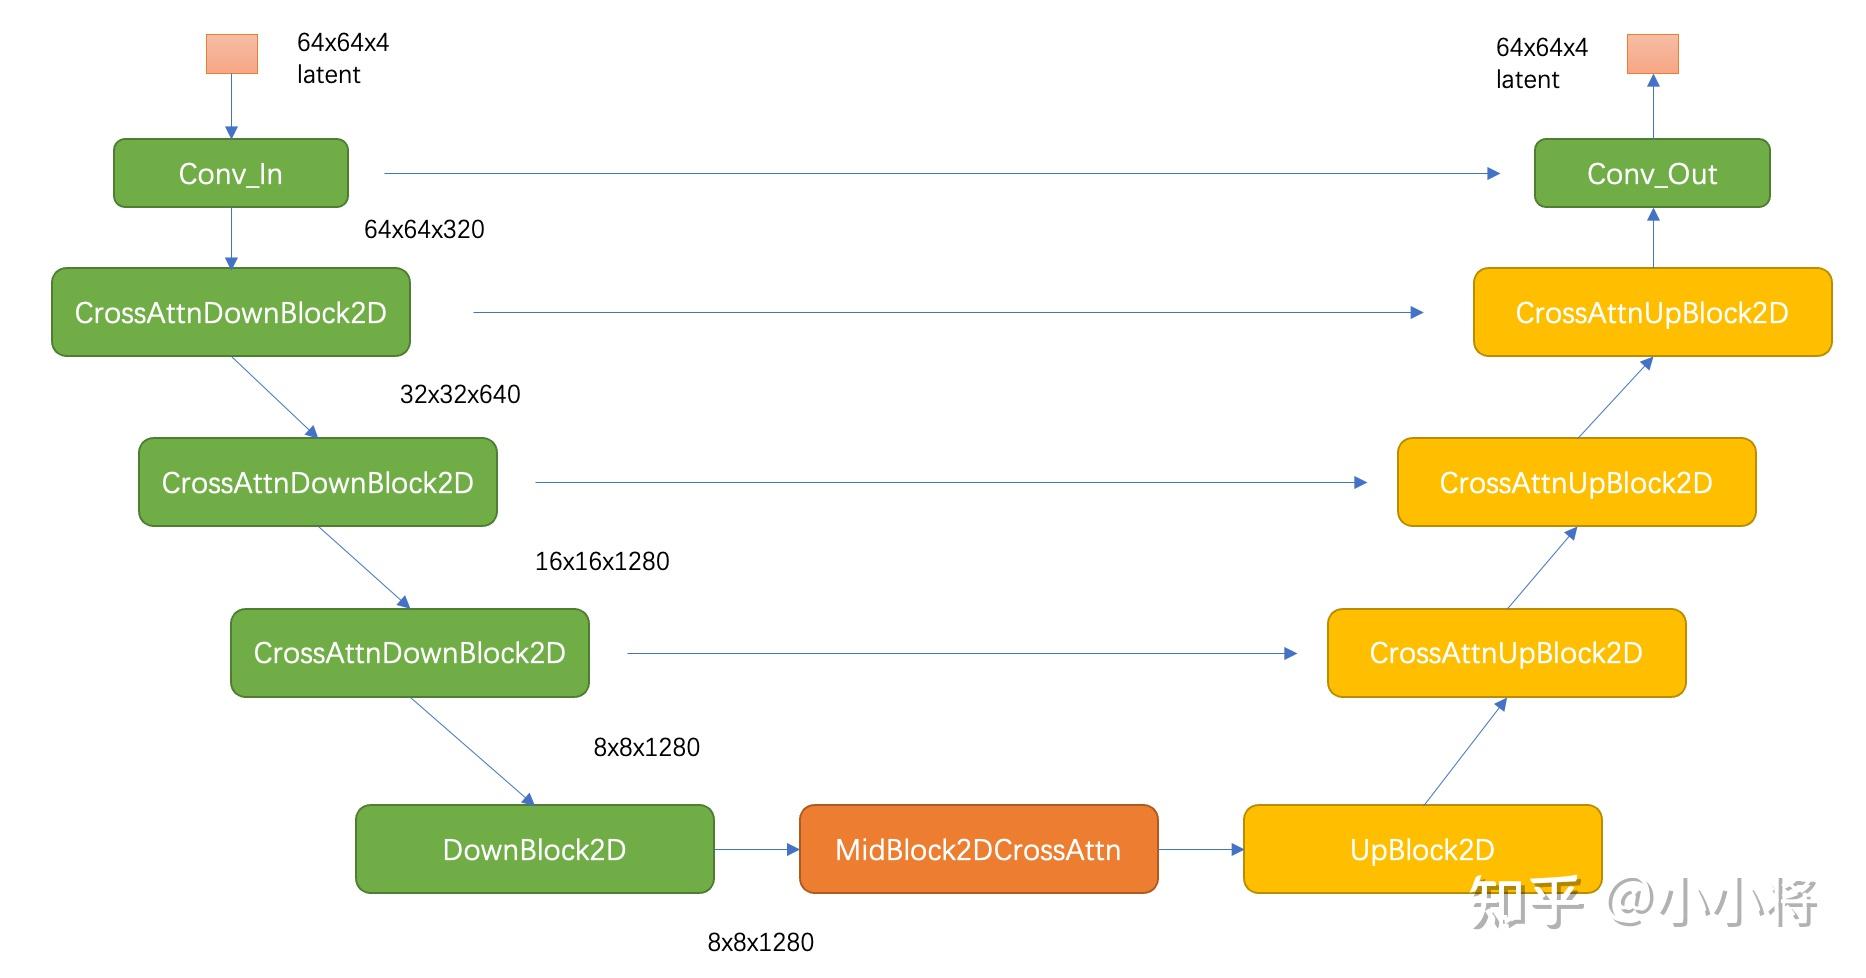 64x64x4
latent
64x64x4
latent
Conv_In
Conv_Out
64x64x320
CrossAttnDownBlock2D
CrossAttnUpBlock2D
32x32x640
CrossAttnDownBlock2D
CrossAttnUpBlock2D
16x16x1280
CrossAttnDownBlock2D
CrossAttnUpBlock2D
8x8x1280
DownBlock2D
MidBlock2DCrossAttn
UpBlock2D
知乎 @小小将
8x8x1280